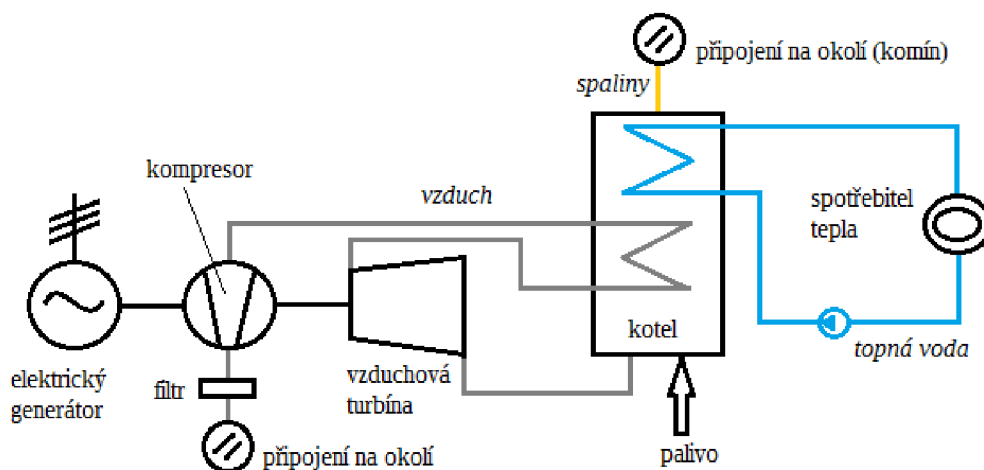 připojení na okolí (komín)
spaliny
kompresor
vzduch
spotřebitel
tepla
kotel
topná voda
elektrický
generátor
filtr
vzduchová
turbína
připojení na okolí
palivo